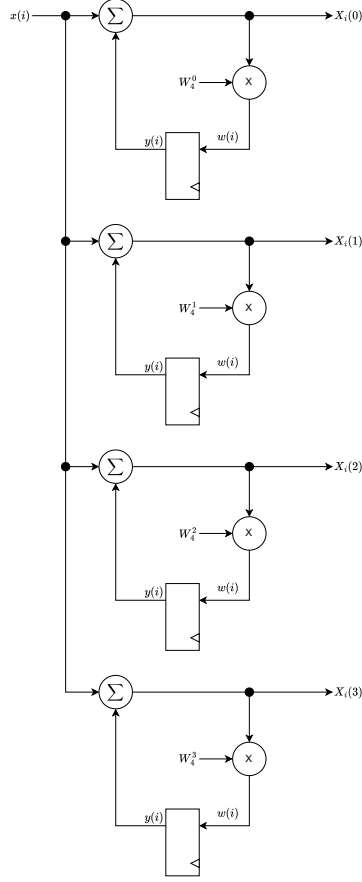 x(i) ∑ X_i(0)
W_4^0 x
y(i) w(i)
∑ X_i(1)
W_4^1 x
y(i) w(i)
∑ X_i(2)
W_4^2 x
y(i) w(i)
∑ X_i(3)
W_4^3 x
y(i) w(i)